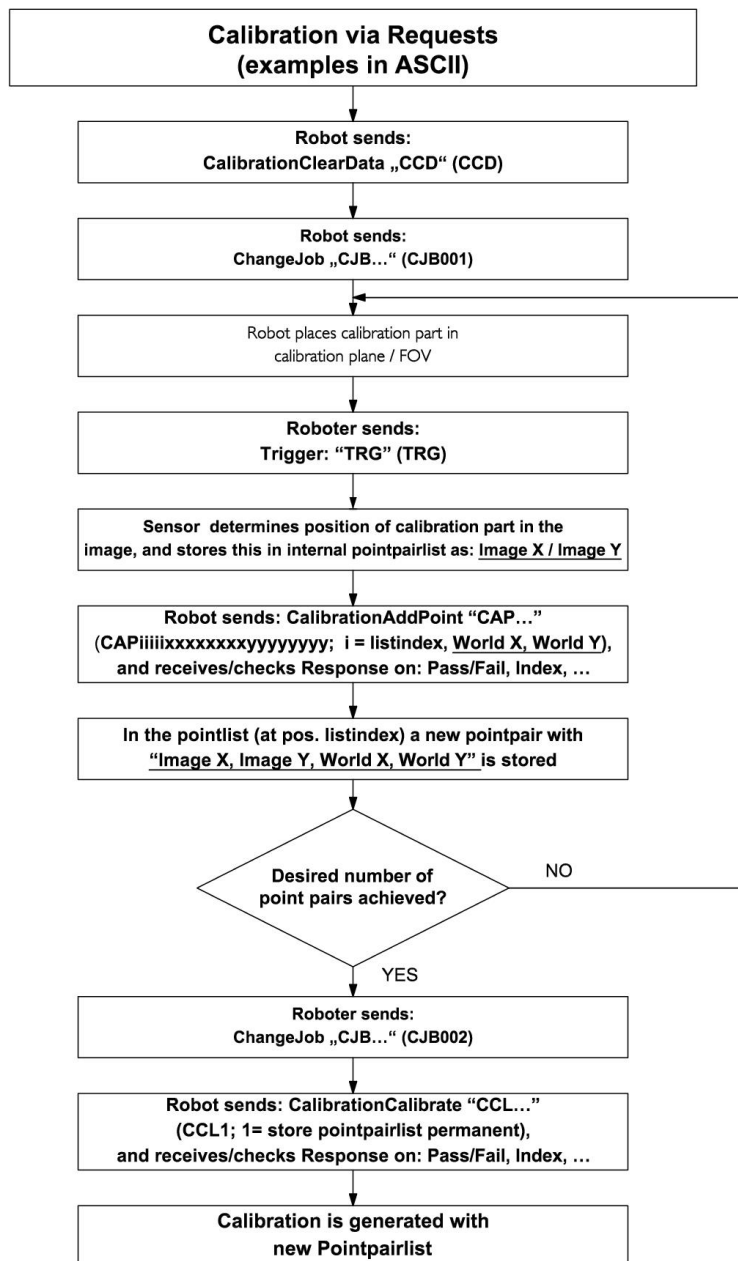 Calibration via Requests
(examples in ASCII)
Robot sends:
CalibrationClearData „CCD“ (CCD)
Robot sends:
ChangeJob „CJB...“ (CJB001)
Robot places calibration part in
calibration plane / FOV
Roboter sends:
Trigger: “TRG” (TRG)
Sensor determines position of calibration part in the
image, and stores this in internal pointpairlist as: Image X / Image Y
Robot sends: CalibrationAddPoint “CAP...”
(CAPiiiiixxxxxxxxyyyyyyyy; i = listindex, World X, World Y),
and receives/checks Response on: Pass/Fail, Index, ...
In the pointlist (at pos. listindex) a new pointpair with
“Image X, Image Y, World X, World Y” is stored
Desired number of
point pairs achieved?
NO
YES
Roboter sends:
ChangeJob „CJB...“ (CJB002)
Robot sends: CalibrationCalibrate “CCL...”
(CCL1; 1= store pointpairlist permanent),
and receives/checks Response on: Pass/Fail, Index, ...
Calibration is generated with
new Pointpairlist